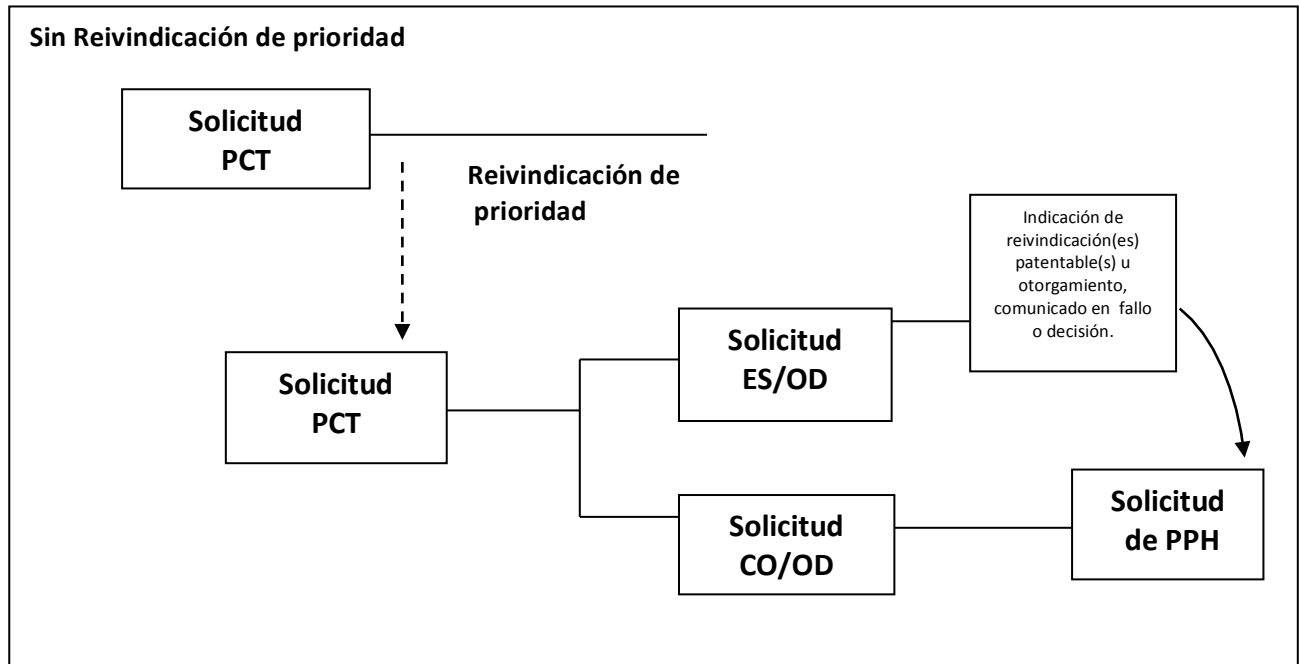 Sin Reivindicación de prioridad
Solicitud
PCT
Reivindicación de
prioridad
Indicación de
reivindicación(es)
patentable(s) u
otorgamiento,
comunicado en fallo
o decisión.
Solicitud
ES/OD
Solicitud
PCT
Solicitud
de PPH
Solicitud
CO/OD